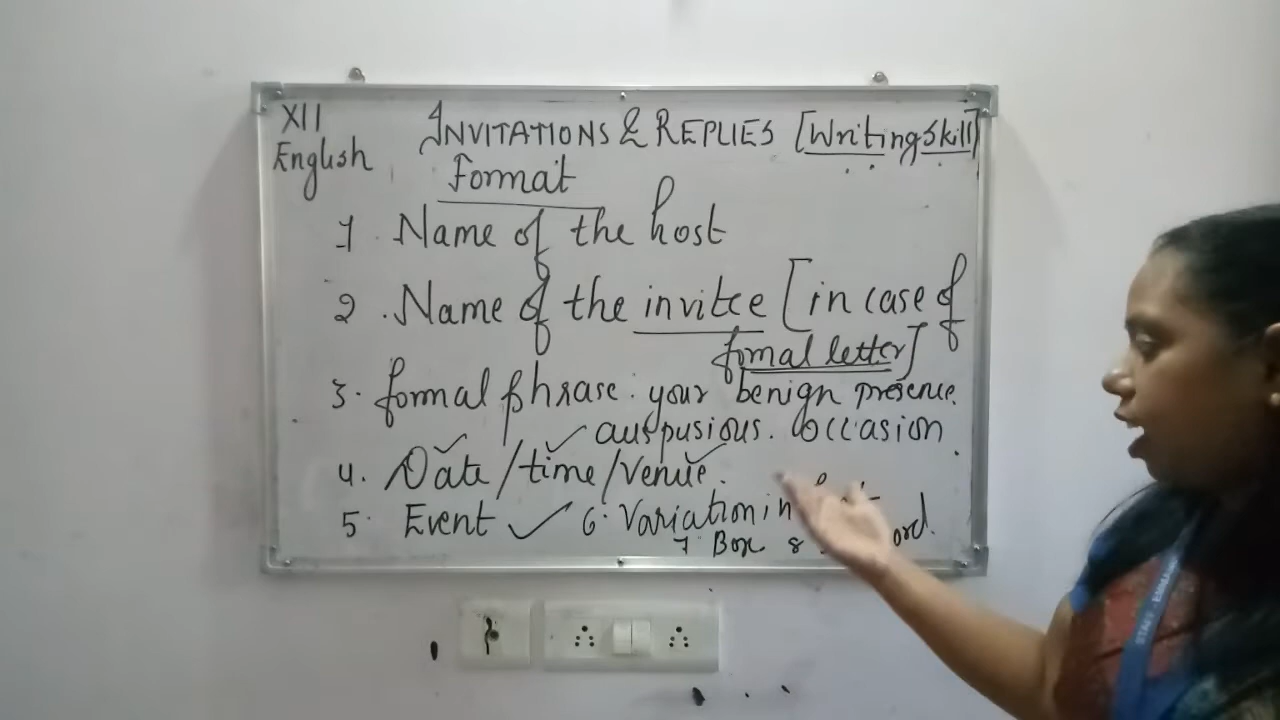 XII
English
INVITATIONS & REPLIES [Writing Skill]
Format
1. Name of the host
2. Name of the invitee [in case of
formal letter]
3. formal phrase. your benign presence.
auspusious. occasion
4. Date/time/venue.
5. Event 6. Variation in
7 Box &
STAFF - EMMAN